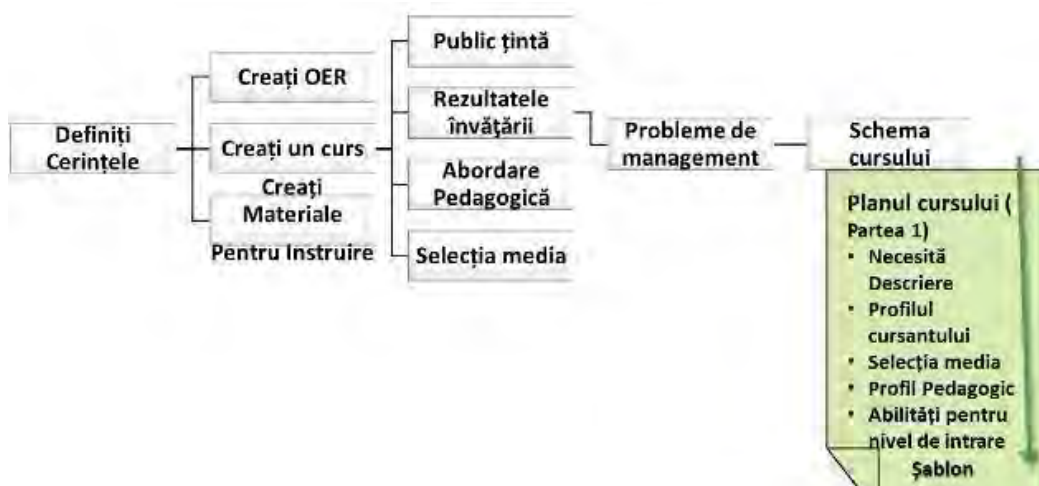 Definiți
Cerințele
Creați OER
Creați un curs
Creați
Materiale
Pentru Instruire
Public țintă
Rezultatele
învățării
Abordare
Pedagogică
Selecția media
Probleme de
management
Schema
cursului
Planul cursului (
Partea 1)
• Necesită
Descriere
• Profilul
cursantului
• Selecția media
• Profil Pedagogic
• Abilități pentru
nivel de intrare
Șablon